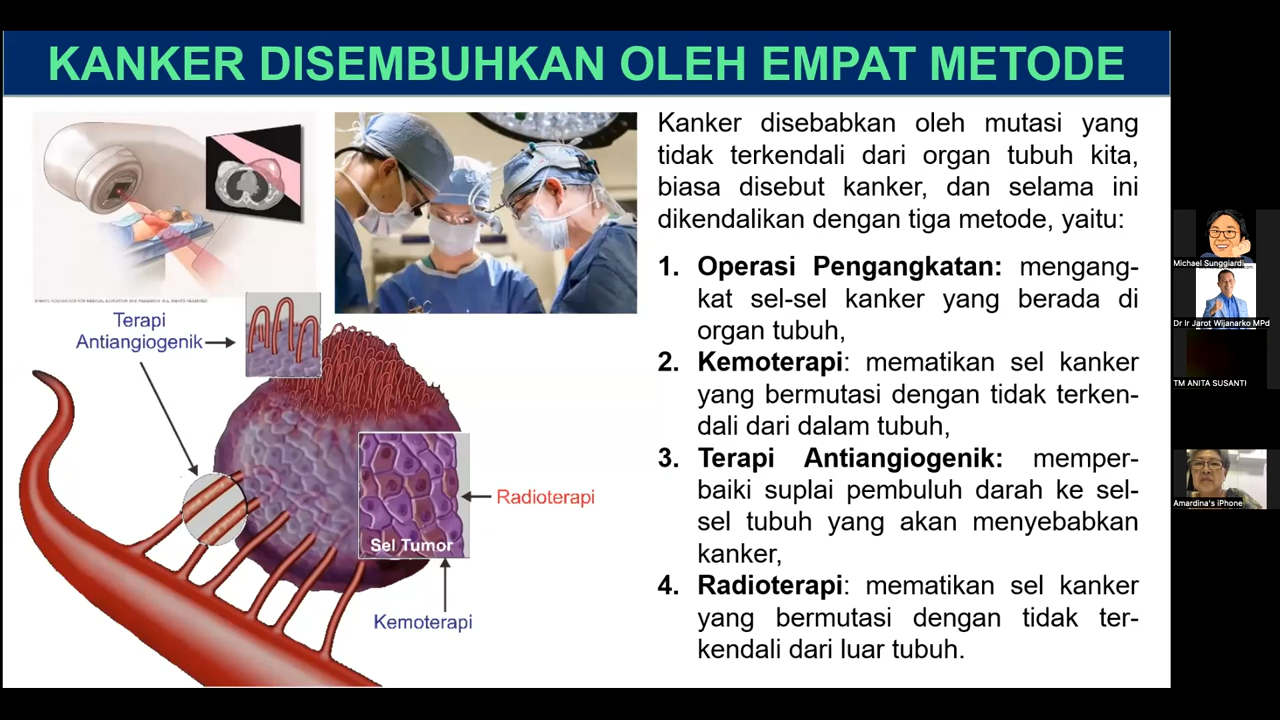 KANKER DISEMBUHKAN OLEH EMPAT METODE
Kanker disebabkan oleh mutasi yang
tidak terkendali dari organ tubuh kita,
biasa disebut kanker, dan selama ini
dikendalikan dengan tiga metode, yaitu:
1. Operasi Pengangkatan: mengang-
kat sel-sel kanker yang berada di
organ tubuh,
2. Kemoterapi: mematikan sel kanker
yang bermutasi dengan tidak terken-
dali dari dalam tubuh,
3. Terapi Antiangiogenik: memper-
baiki suplai pembuluh darah ke sel-
sel tubuh yang akan menyebabkan
kanker,
4. Radioterapi: mematikan sel kanker
yang bermutasi dengan tidak ter-
kendali dari luar tubuh.
Terapi
Antiangiogenik
Radioterapi
Sel Tumor
Kemoterapi
Michael Sunggiardi
Dr Ir Jarot Wijanarko MPd
TM ANITA SUSANTI
Amardina's iPhone